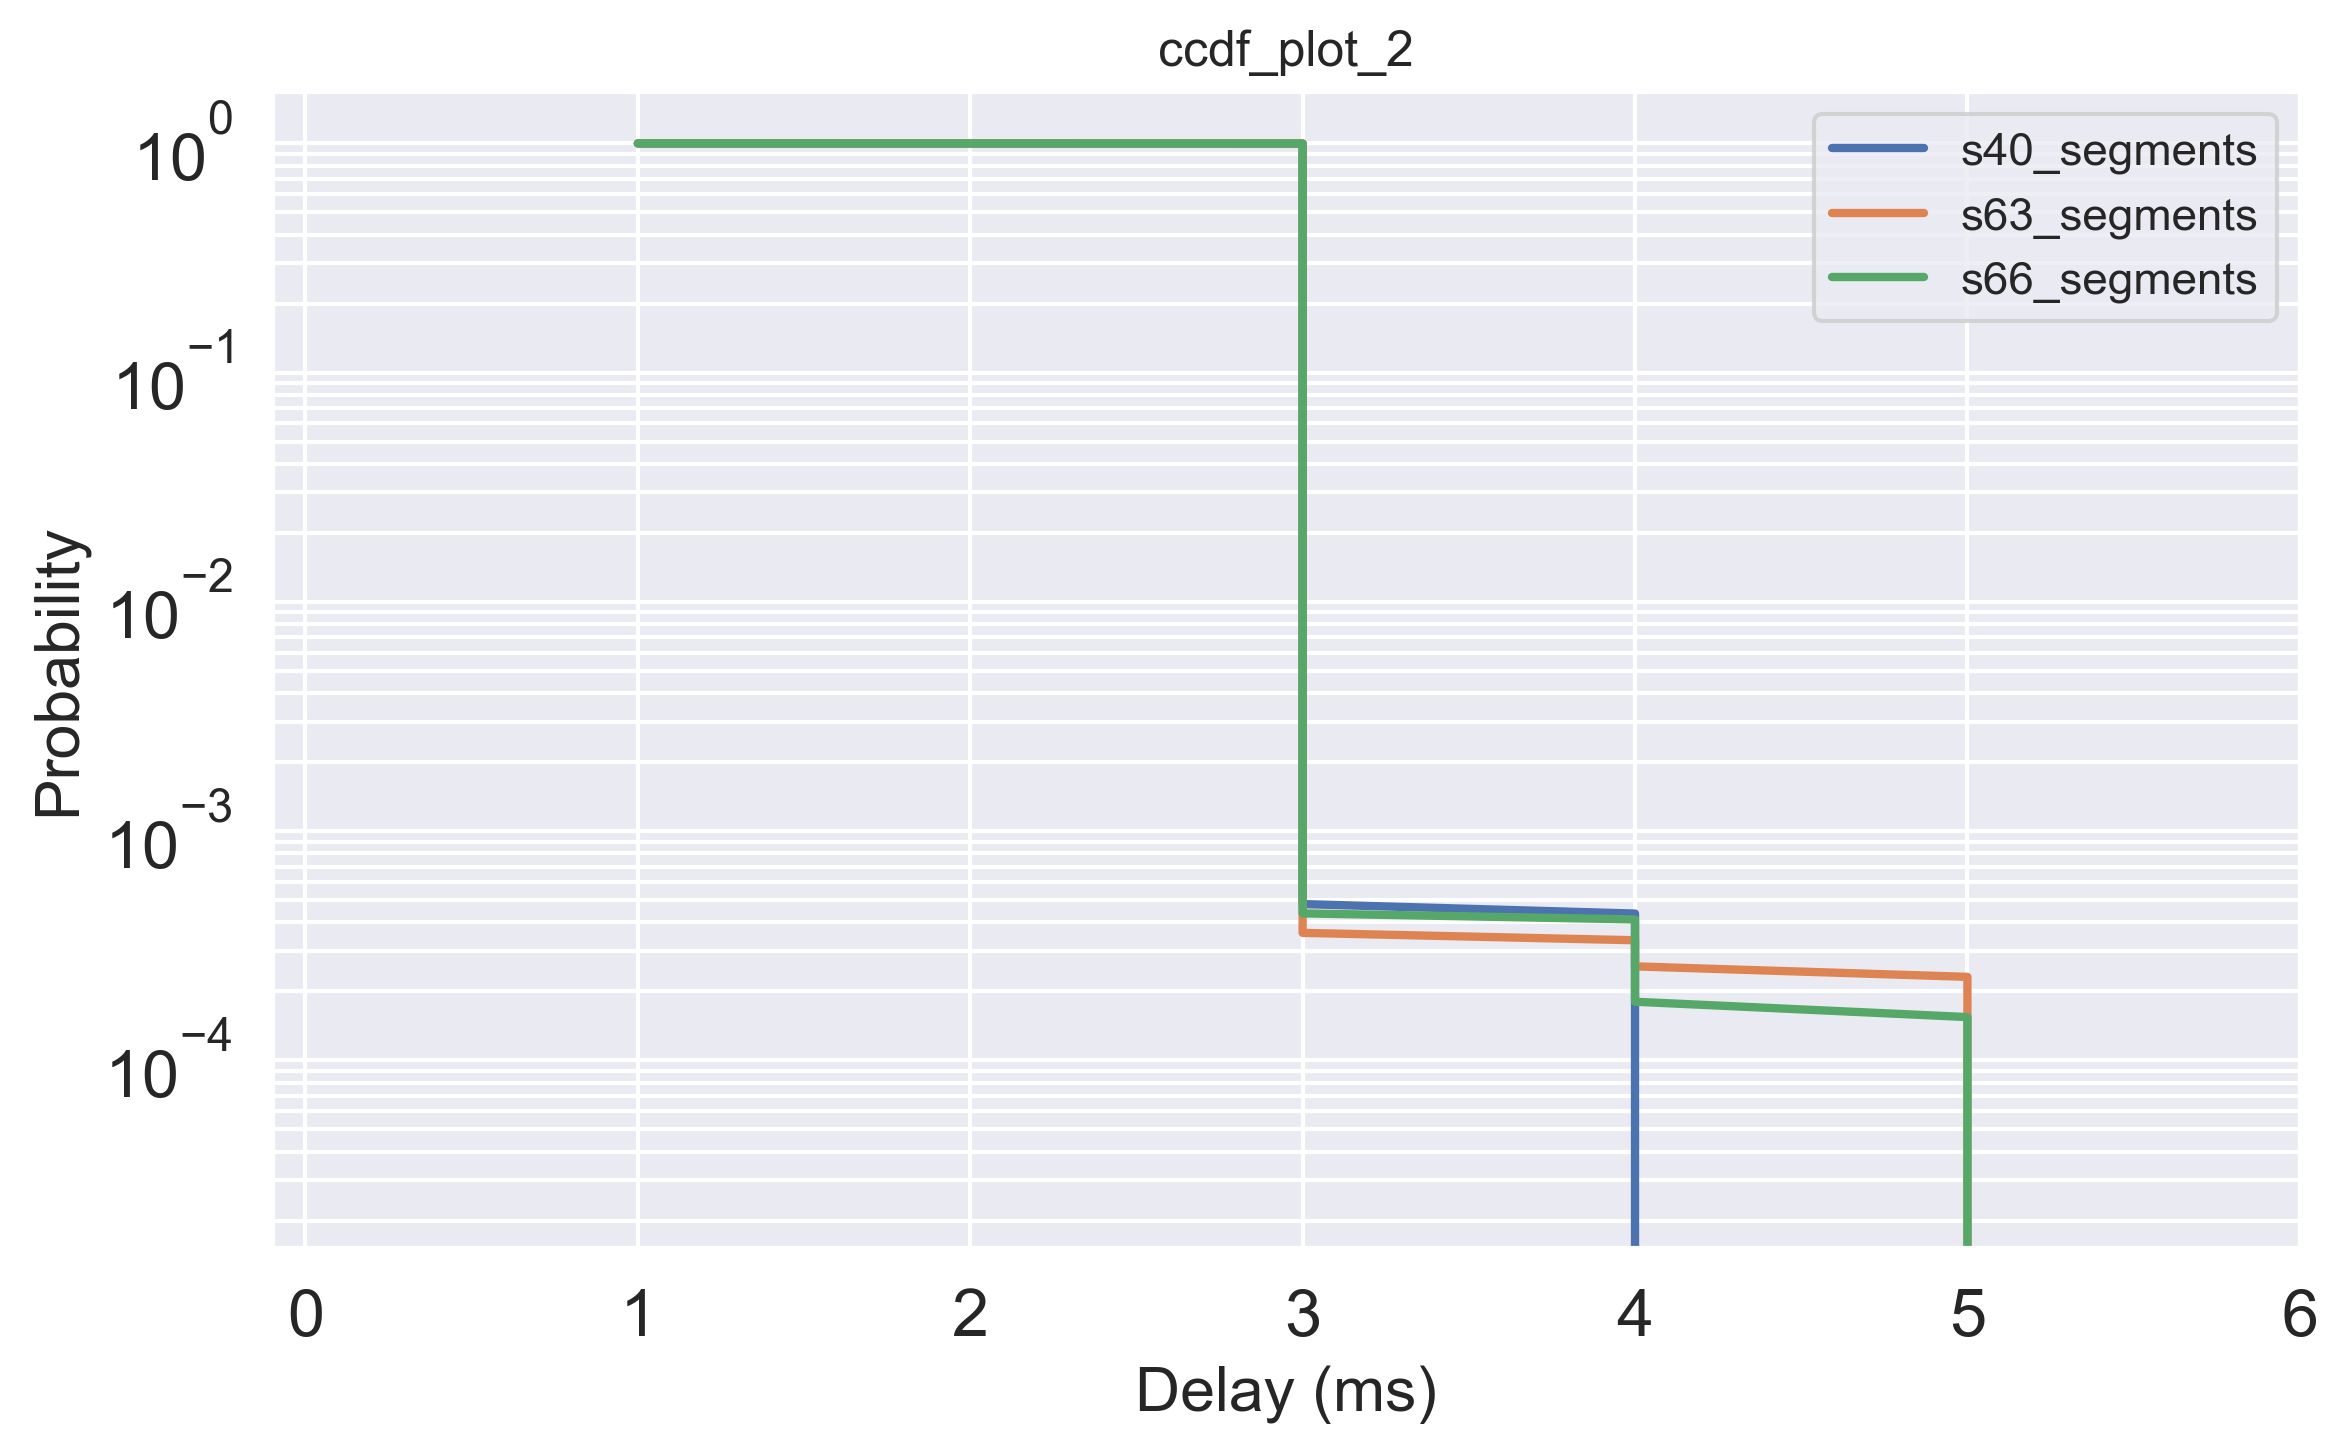 ccdf_plot_2
s40_segments
s63_segments
s66_segments
10^0
10^−1
10^−2
10^−3
10^−4
Probability
0 1 2 3 4 5 6
Delay (ms)